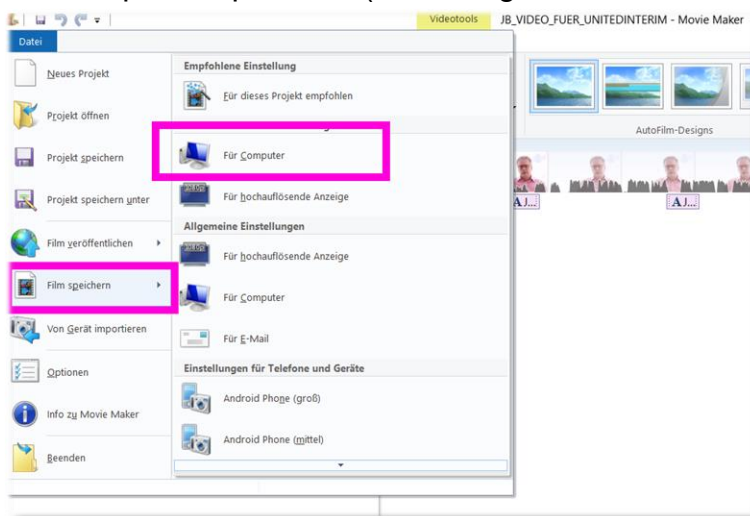 Videotools JB_VIDEO_FUER_UNITEDINTERIM - Movie Maker
Datei
Neues Projekt
Projekt öffnen
Projekt speichern
Projekt speichern unter
Film veröffentlichen
Film speichern
Von Gerät importieren
Optionen
Info zu Movie Maker
Beenden
Empfohlene Einstellung
Für dieses Projekt empfohlen
Für Computer
Für hochauflösende Anzeige
Allgemeine Einstellungen
Für hochauflösende Anzeige
Für Computer
Für E-Mail
Einstellungen für Telefone und Geräte
Android Phone (groß)
Android Phone (mittel)
AutoFilm-Designs
A J...
A J...